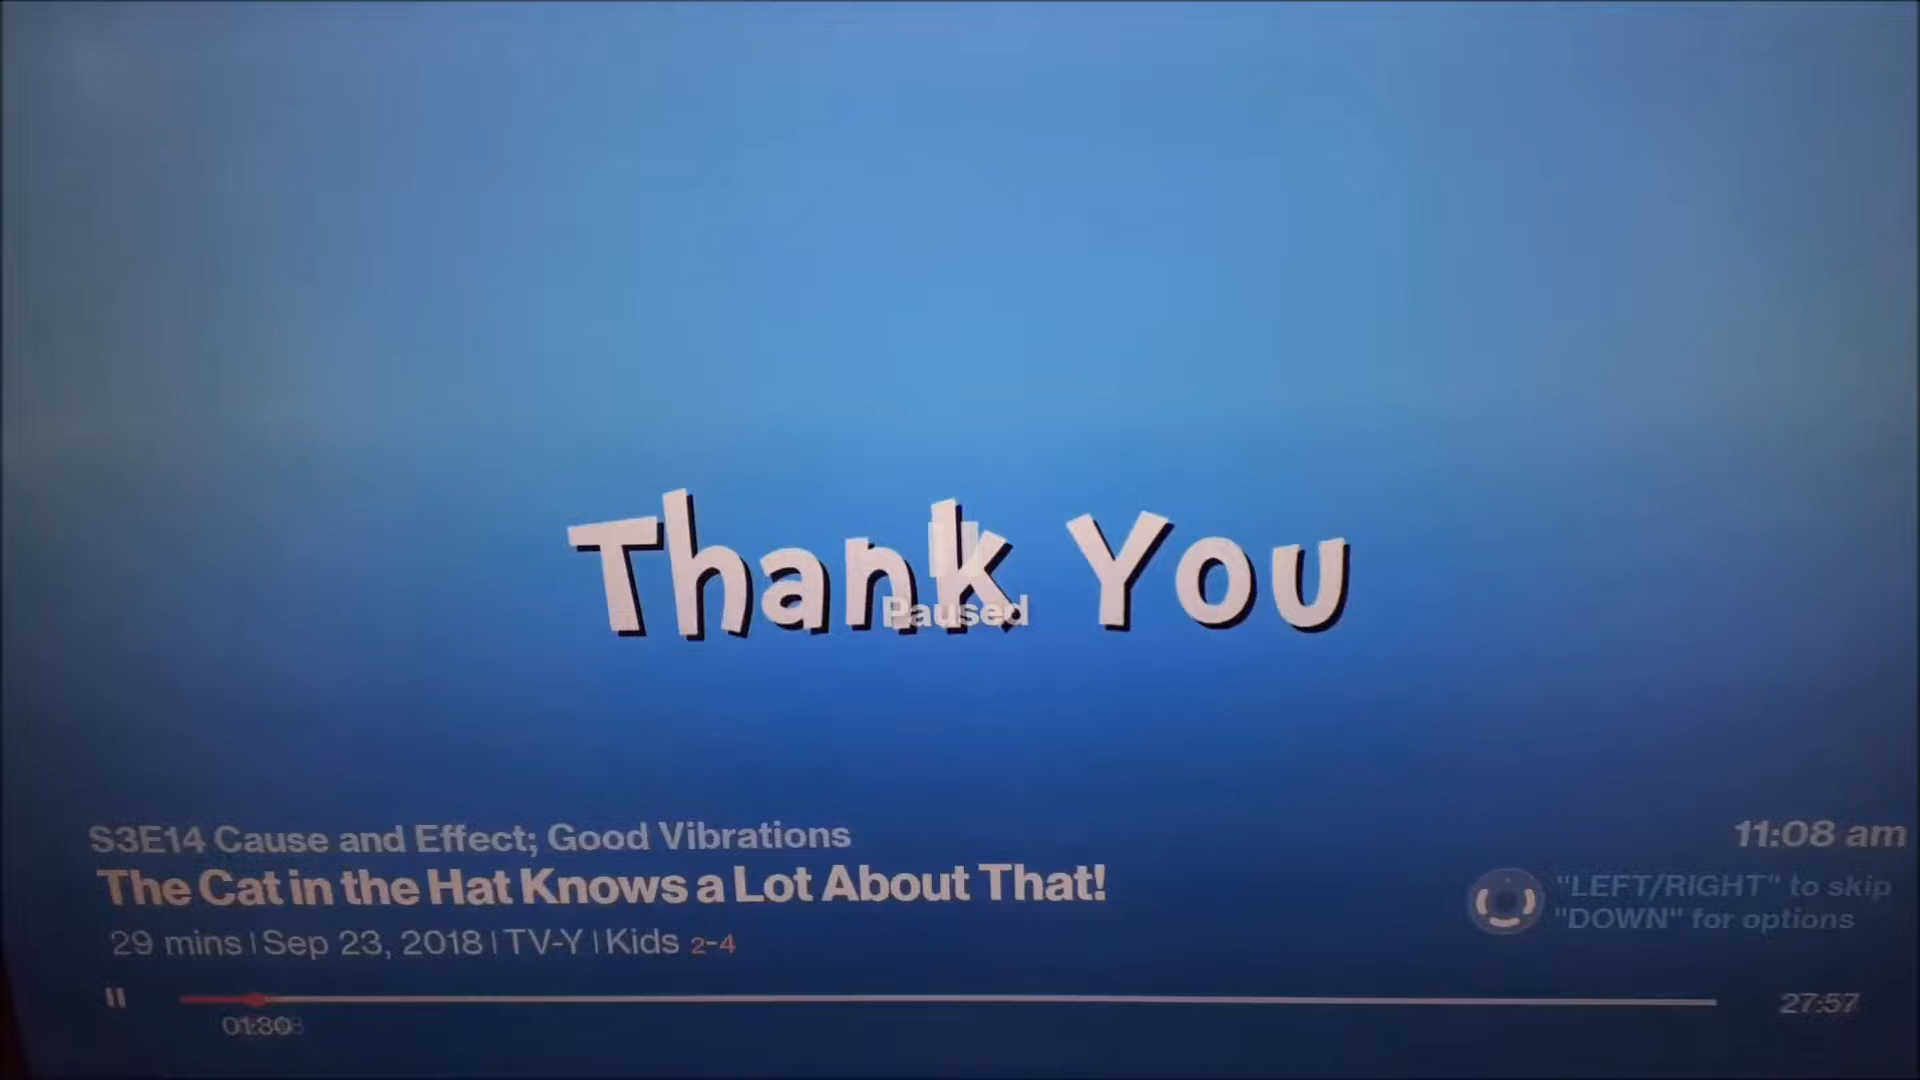 Thank You
Paused
S3E14 Cause and Effect; Good Vibrations
11:08 am
The Cat in the Hat Knows a Lot About That!
"LEFT/RIGHT" to skip
"DOWN" for options
29 mins | Sep 23, 2018 | TV-Y | Kids 2-4
01:30
27:57